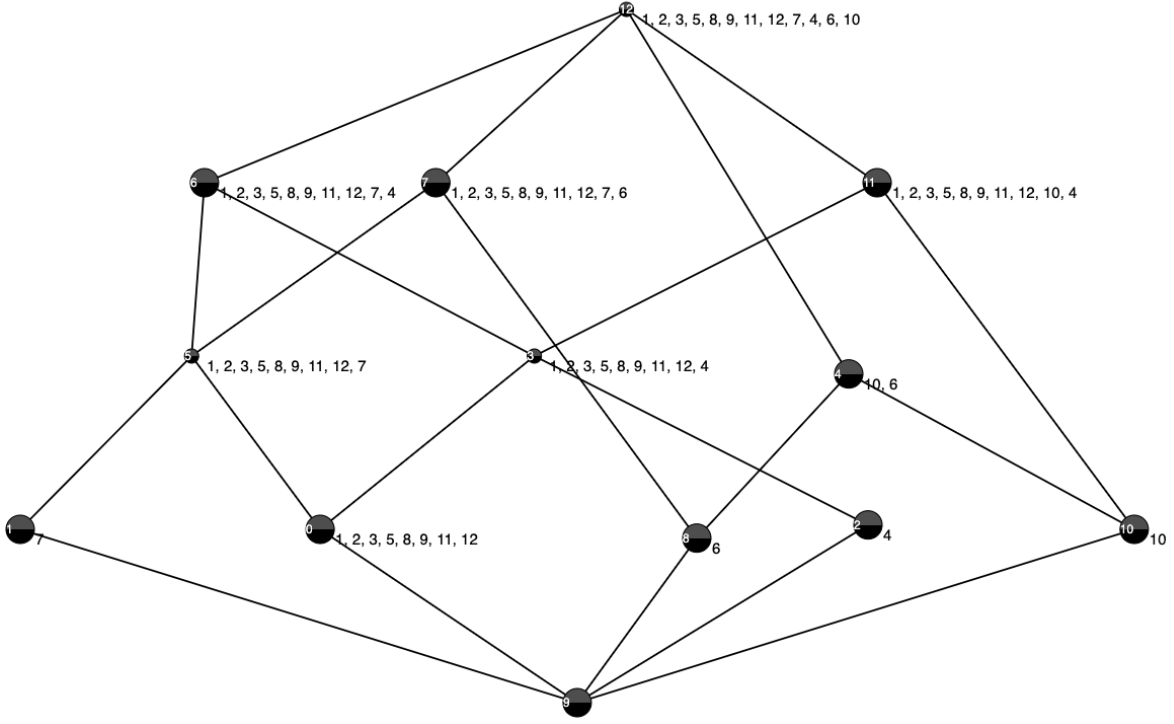 12
1, 2, 3, 5, 8, 9, 11, 12, 7, 4, 6, 10
6
1, 2, 3, 5, 8, 9, 11, 12, 7, 4
7
1, 2, 3, 5, 8, 9, 11, 12, 7, 6
11
1, 2, 3, 5, 8, 9, 11, 12, 10, 4
5
1, 2, 3, 5, 8, 9, 11, 12, 7
3
1, 2, 3, 5, 8, 9, 11, 12, 4
4
10, 6
1
7
0
1, 2, 3, 5, 8, 9, 11, 12
8
6
2
4
10
10
9